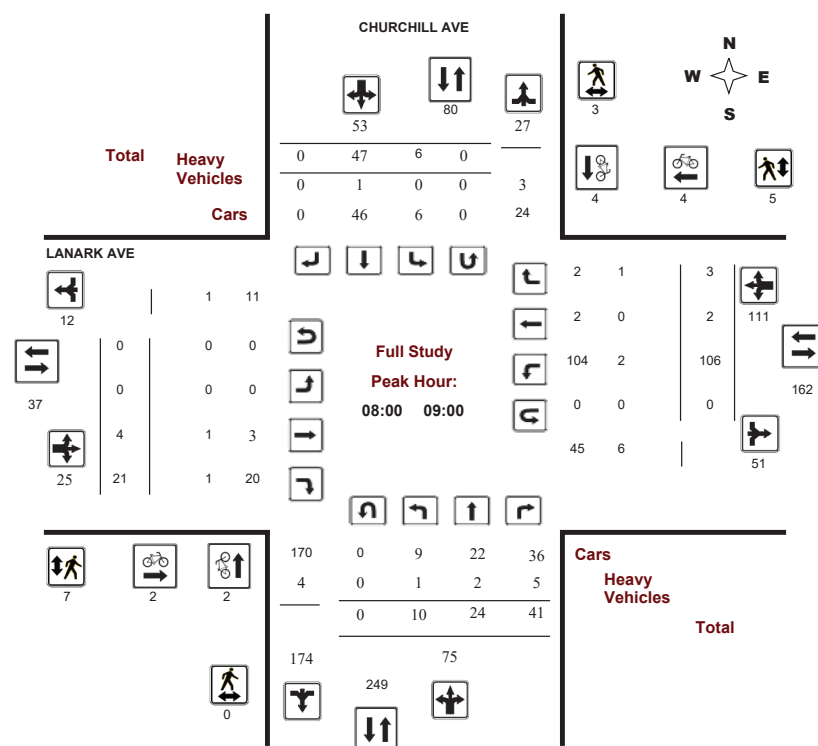 CHURCHILL AVE
N
W E
S
80
3
53 27
Total Heavy Vehicles
0 47 6 0
0 1 0 0 3
4 4 5
Cars 0 46 6 0 24
LANARK AVE
2 1 3
12 1 11
2 0 2 111
0 0 0
Full Study
104 2 106
Peak Hour:
0 0 0
162
37
08:00 09:00
0 0 0
4 1 3
45 6
51
25 21 1 20
170 0 9 22 36 Cars
4 0 1 2 5 Heavy Vehicles
7 2 2
0 10 24 41
Total
174 75
249
0